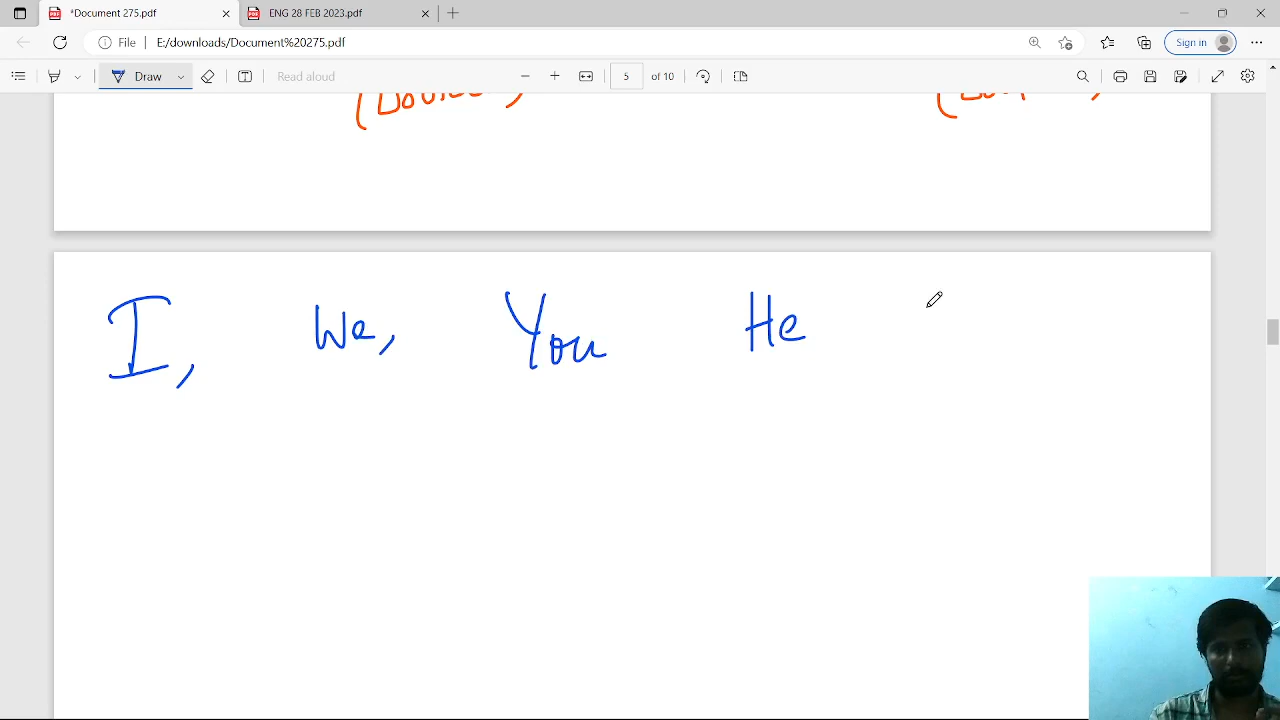 *Document 275.pdf
ENG 28 FEB 2023.pdf
File E:/downloads/Document%20275.pdf
Sign in
Draw
Read aloud
5 of 10
I, We, You He